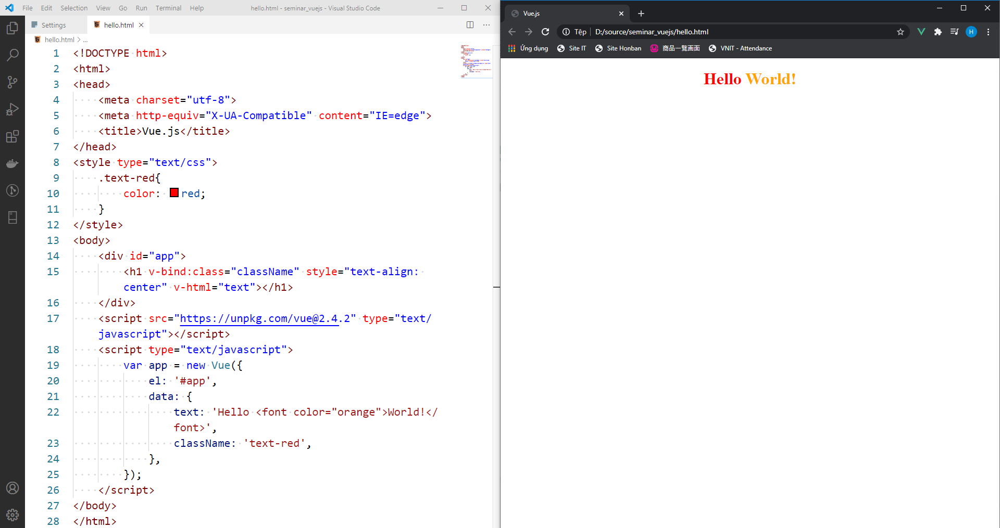 File Edit Selection View Go Run Terminal Help hello.html - seminar_vuejs - Visual Studio Code
Settings hello.html
hello.html > ...
1 <!DOCTYPE html>
2 <html>
3 <head>
4 <meta charset="utf-8">
5 <meta http-equiv="X-UA-Compatible" content="IE=edge">
6 <title>Vue.js</title>
7 </head>
8 <style type="text/css">
9 .text-red{
10 color: red;
11 }
12 </style>
13 <body>
14 <div id="app">
15 <h1 v-bind:class="className" style="text-align:
center" v-html="text"></h1>
16 </div>
17 <script src="https://unpkg.com/vue@2.4.2" type="text/
javascript"></script>
18 <script type="text/javascript">
19 var app = new Vue({
20 el: '#app',
21 data: {
22 text: 'Hello <font color="orange">World!</
font>',
23 className: 'text-red',
24 },
25 });
26 </script>
27 </body>
28 </html>
Vue.js
Tệp D:/source/seminar_vuejs/hello.html H
Ứng dụng Site IT Site Honban 商品一覧画面 VNIT - Attendance
Hello World!